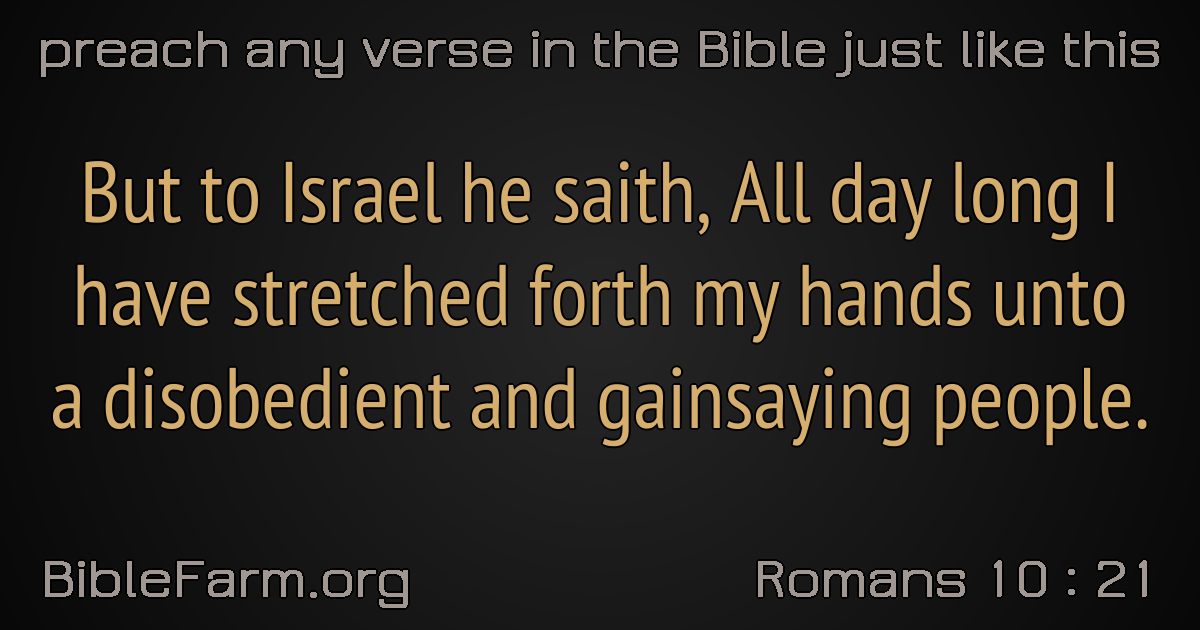 preach any verse in the Bible just like this
But to Israel he saith, All day long I
have stretched forth my hands unto
a disobedient and gainsaying people.
BibleFarm.org
Romans 10 : 21